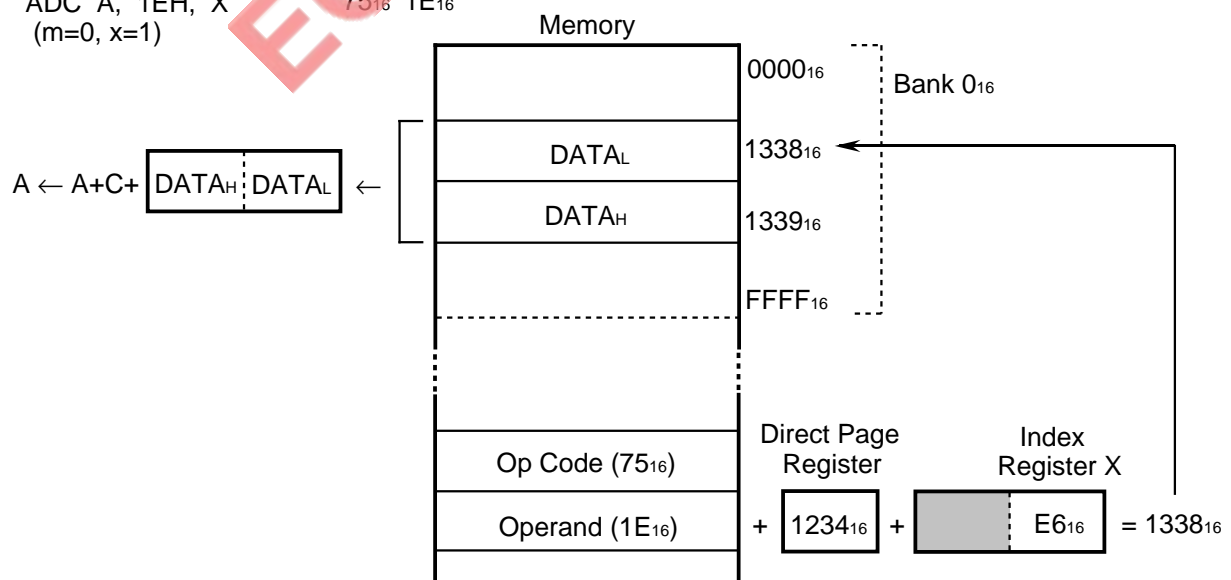 ADC A, 1EH, X 75₁₆ 1E₁₆
(m=0, x=1)
Memory
0000₁₆
Bank 0₁₆
DATAL
1338₁₆
A ← A+C+ DATAH DATAL ←
DATAH
1339₁₆
FFFF₁₆
Direct Page Register
Index Register X
Op Code (75₁₆)
Operand (1E₁₆) + 1234₁₆ + E6₁₆ = 1338₁₆